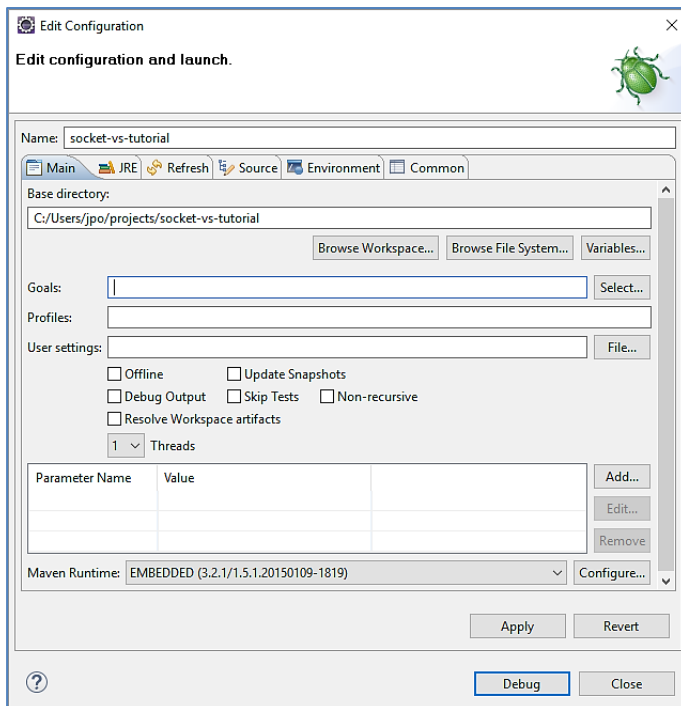 Edit Configuration
Edit configuration and launch.
Name: socket-vs-tutorial
Main JRE Refresh Source Environment Common
Base directory:
C:/Users/jpo/projects/socket-vs-tutorial
Browse Workspace... Browse File System... Variables...
Goals: Select...
Profiles:
User settings: File...
Offline Update Snapshots
Debug Output Skip Tests Non-recursive
Resolve Workspace artifacts
1 Threads
Parameter Name Value Add...
Edit...
Remove
Maven Runtime: EMBEDDED (3.2.1/1.5.1.20150109-1819) Configure...
Apply Revert
? Debug Close